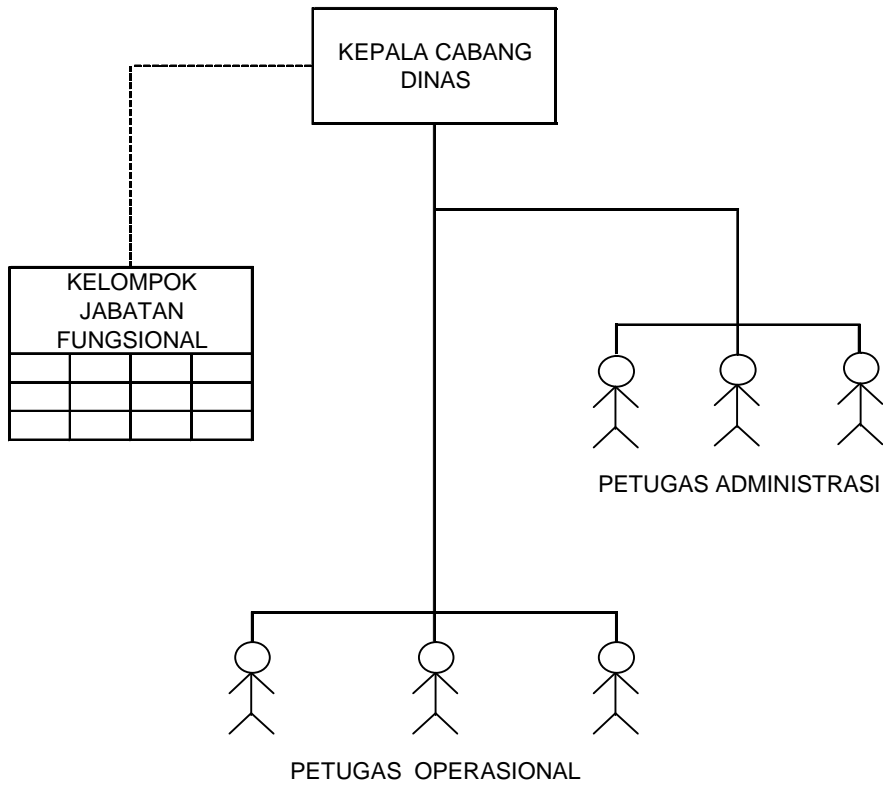 KEPALA CABANG
DINAS
KELOMPOK
JABATAN
FUNGSIONAL
PETUGAS ADMINISTRASI
PETUGAS OPERASIONAL